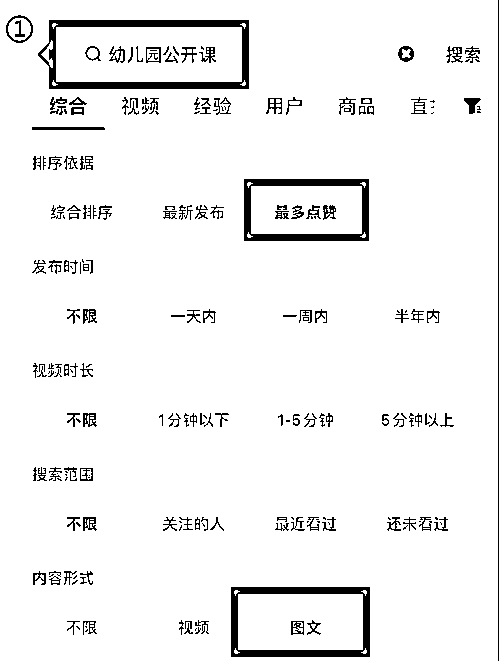 ①
幼儿园公开课 搜索
综合 视频 经验 用户 商品 直
排序依据
综合排序 最新发布 最多点赞
发布时间
不限 一天内 一周内 半年内
视频时长
不限 1分钟以下 1-5分钟 5分钟以上
搜索范围
不限 关注的人 最近看过 还未看过
内容形式
不限 视频 图文